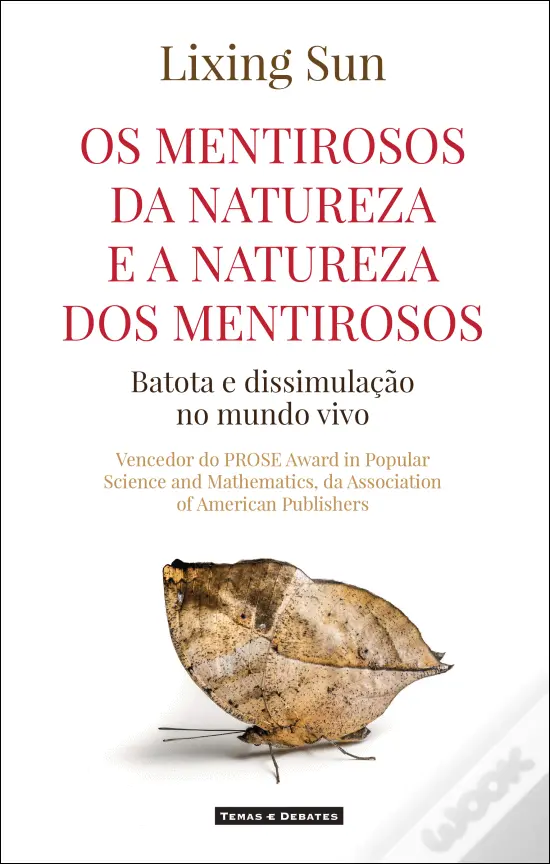 Lixing Sun
OS MENTIROSOS
DA NATUREZA
E A NATUREZA
DOS MENTIROSOS
Batota e dissimulação
no mundo vivo
Vencedor do PROSE Award in Popular
Science and Mathematics, da Association
of American Publishers
TEMAS E DEBATES
WOOK